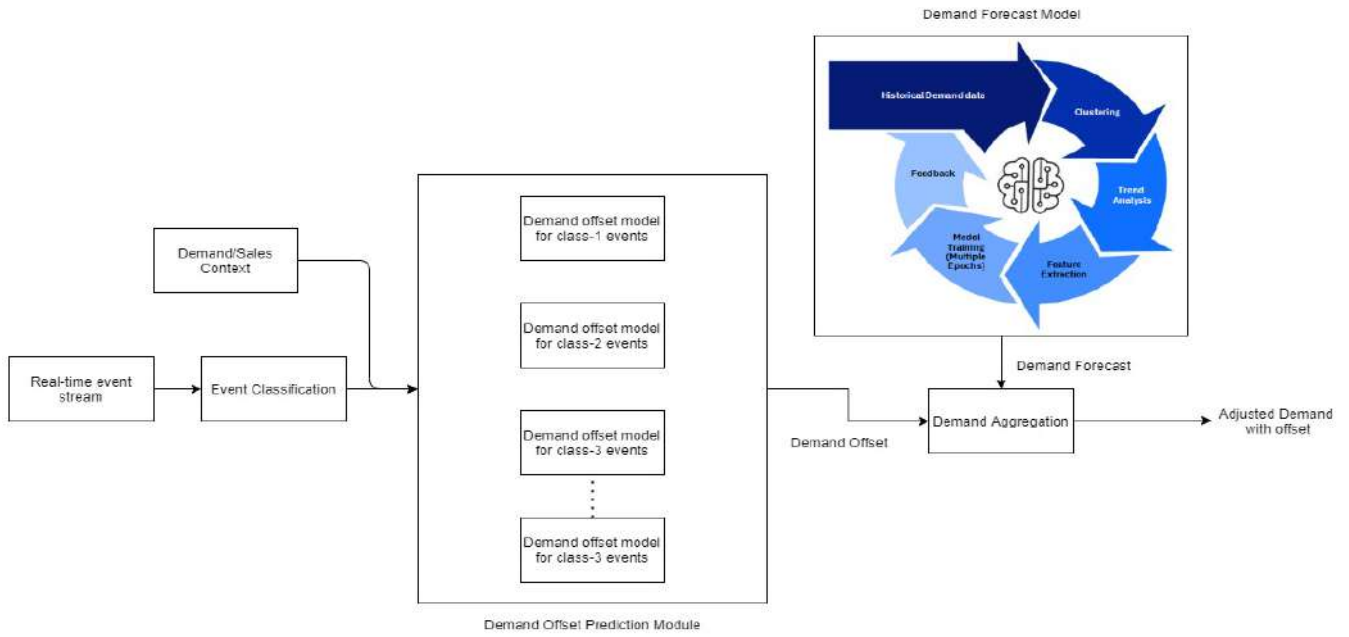 Demand Forecast Model
Historical Demand data
Clustering
Trend
Analysis
Feature
Extraction
Model
Training
(Multiple
Epochs)
Feedback
Demand/Sales
Context
Real-time event
stream
Event Classification
Demand offset model
for class-1 events
Demand offset model
for class-2 events
Demand offset model
for class-3 events
Demand offset model
for class-3 events
Demand Offset Prediction Module
Demand Offset
Demand Forecast
Demand Aggregation
Adjusted Demand
with offset